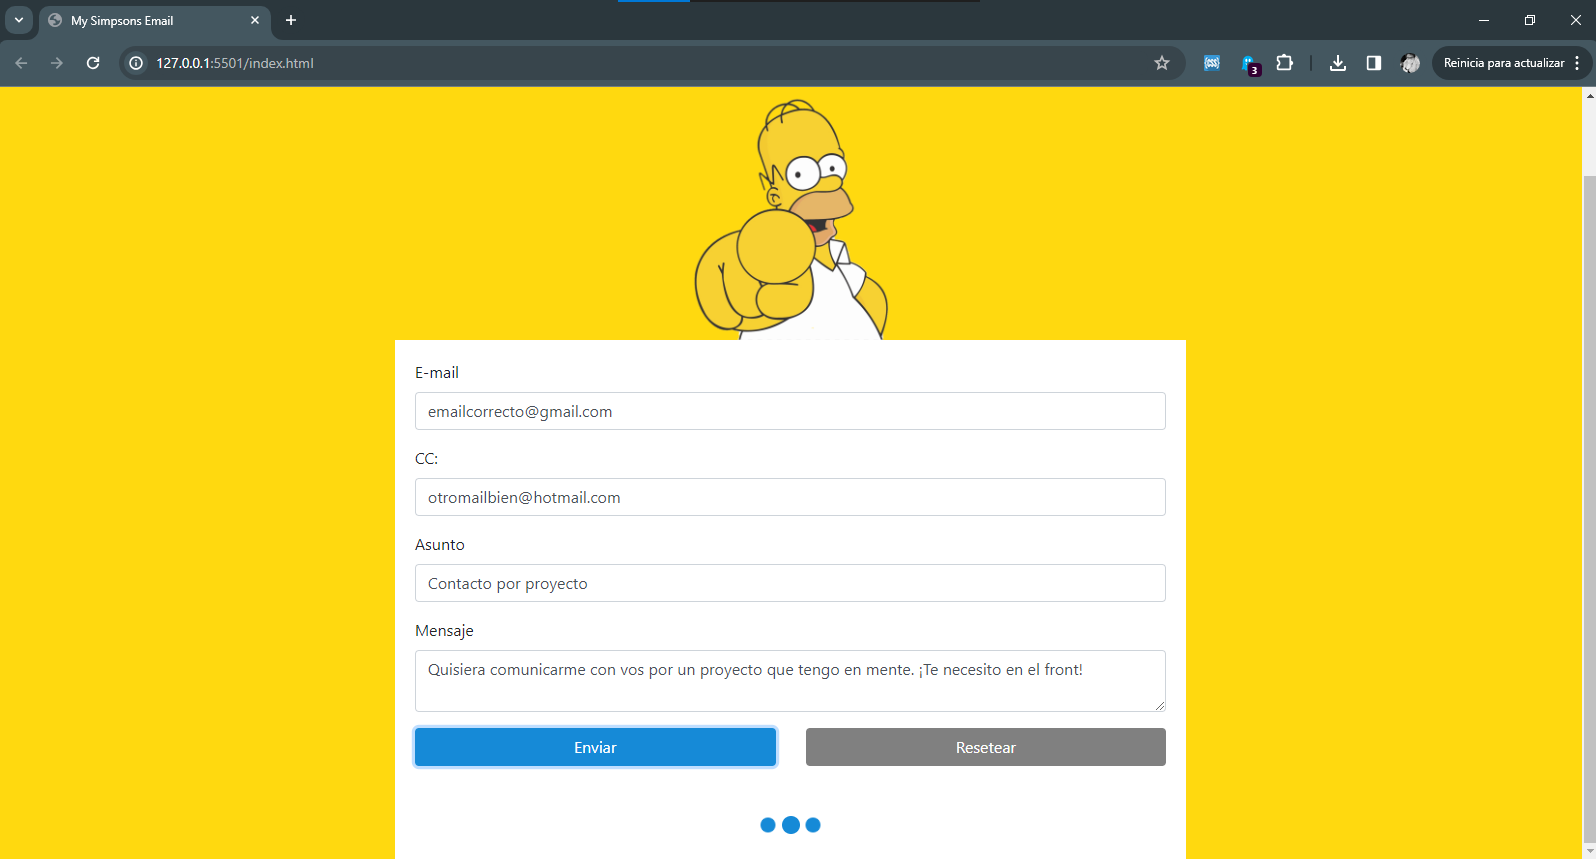 My Simpsons Email
127.0.0.1:5501/index.html
3
Reinicia para actualizar
E-mail
emailcorrecto@gmail.com
CC:
otromailbien@hotmail.com
Asunto
Contacto por proyecto
Mensaje
Quisiera comunicarme con vos por un proyecto que tengo en mente. ¡Te necesito en el front!
Enviar
Resetear